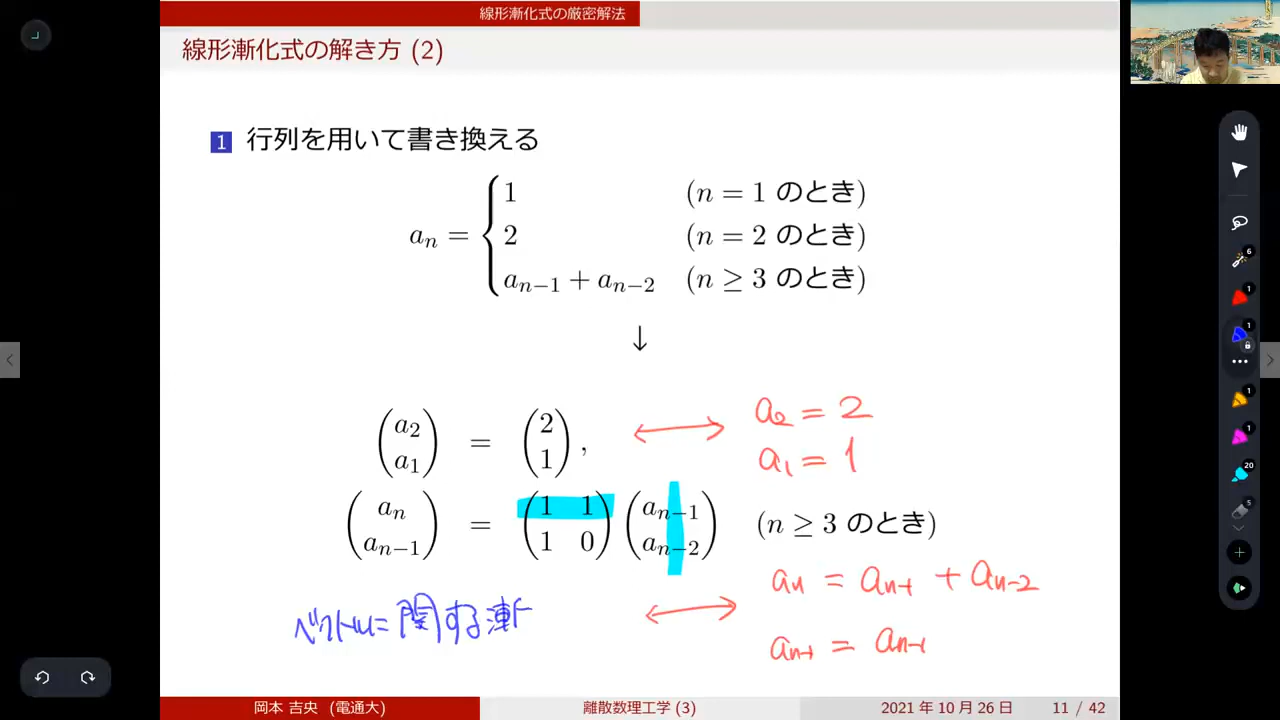 線形漸化式の厳密解法
線形漸化式の解き方 (2)
1 行列を用いて書き換える
a_n = { 1 (n = 1 のとき)
2 (n = 2 のとき)
a_{n−1} + a_{n−2} (n ≥ 3 のとき)
↓
(a_2 a_1) = (2 1), ⟷ a_2 = 2
a_1 = 1
(a_n a_{n−1}) = (1 1 1 0) (a_{n−1} a_{n−2}) (n ≥ 3 のとき)
a_n = a_{n-1} + a_{n-2}
ベクトルに関する漸 ⟷
a_{n-1} = a_{n-1}
岡本 吉央 (電通大) 離散数理工学 (3) 2021 年 10 月 26 日 11 / 42